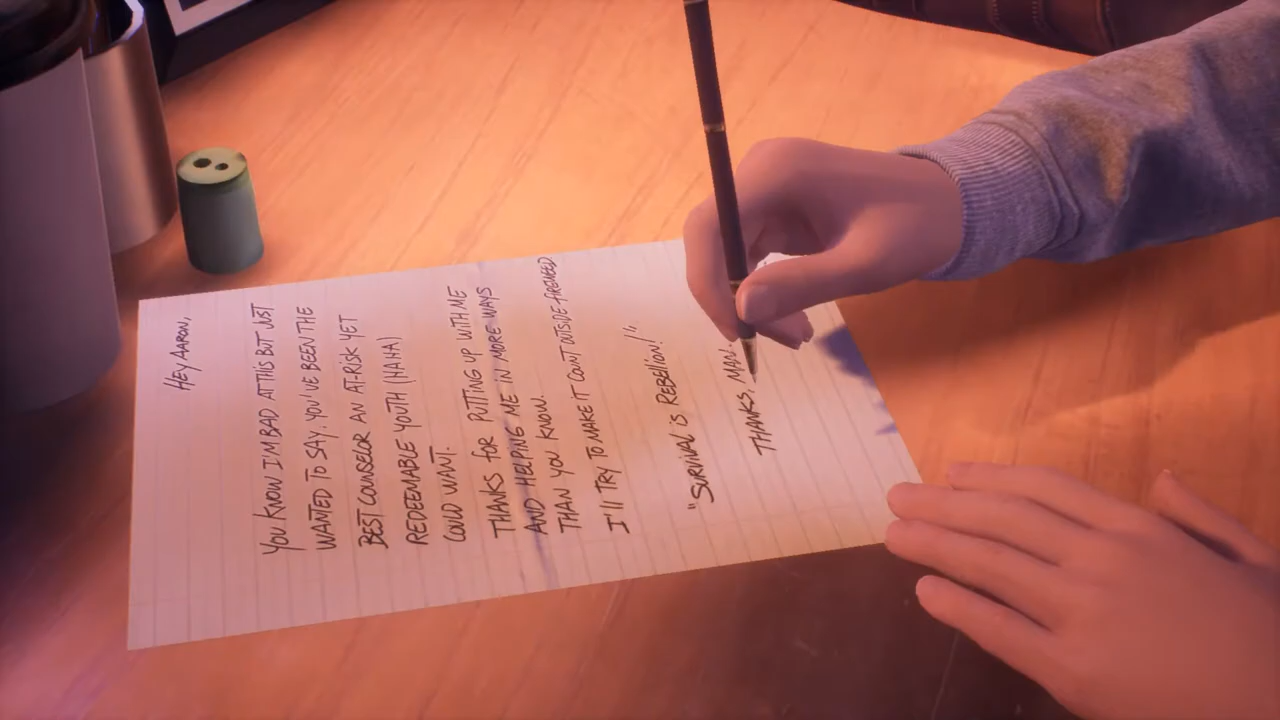 HEY AARON,
YOU KNOW I'M BAD AT THIS BUT JUST
WANTED TO SAY. YOU'VE BEEN THE
BEST COUNSELOR AN AT-RISK YET
REDEEMABLE YOUTH (HAHA)
COULD WANT.
THANKS FOR PUTTING UP WITH ME
AND HELPING ME IN MORE WAYS
THAN YOU KNOW.
I'LL TRY TO MAKE IT COUNT OUTSIDE-FIREWEED
"SURVIVAL IS REBELLION!"
THANKS, MAN.